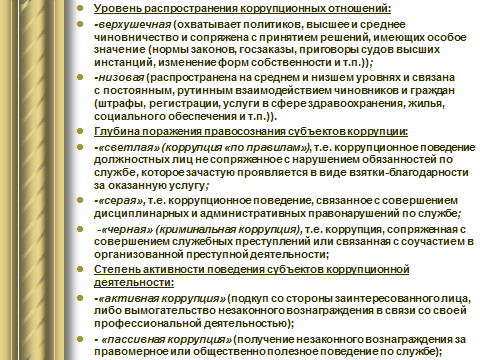 Уровень распространения коррупционных отношений:
-верхушечная (охватывает политиков, высшее и среднее
чиновничество и сопряжена с принятием решений, имеющих особое
значение (нормы законов, госзаказы, приговоры судов высших
инстанций, изменение форм собственности и т.п.));
-низовая (распространена на среднем и низшем уровнях и связана
с постоянным, рутинным взаимодействием чиновников и граждан
(штрафы, регистрации, услуги в сфере здравоохранения, жилья,
социального обеспечения и т.п.)).
Глубина поражения правосознания субъектов коррупции:
-«светлая» (коррупция «по правилам»), т.е. коррупционное поведение
должностных лиц не сопряженное с нарушением обязанностей по
службе, которое зачастую проявляется в виде взятки-благодарности
за оказанную услугу;
-«серая», т.е. коррупционное поведение, связанное с совершением
дисциплинарных и административных правонарушений по службе;
-«черная» (криминальная коррупция), т.е. коррупция, сопряженная с
совершением служебных преступлений или связанная с соучастием в
организованной преступной деятельности;
Степень активности поведения субъектов коррупционной
деятельности:
-«активная коррупция» (подкуп со стороны заинтересованного лица,
либо вымогательство незаконного вознаграждения в связи со своей
профессиональной деятельностью);
- «пассивная коррупция» (получение незаконного вознаграждения за
правомерное или общественно полезное поведение по службе);